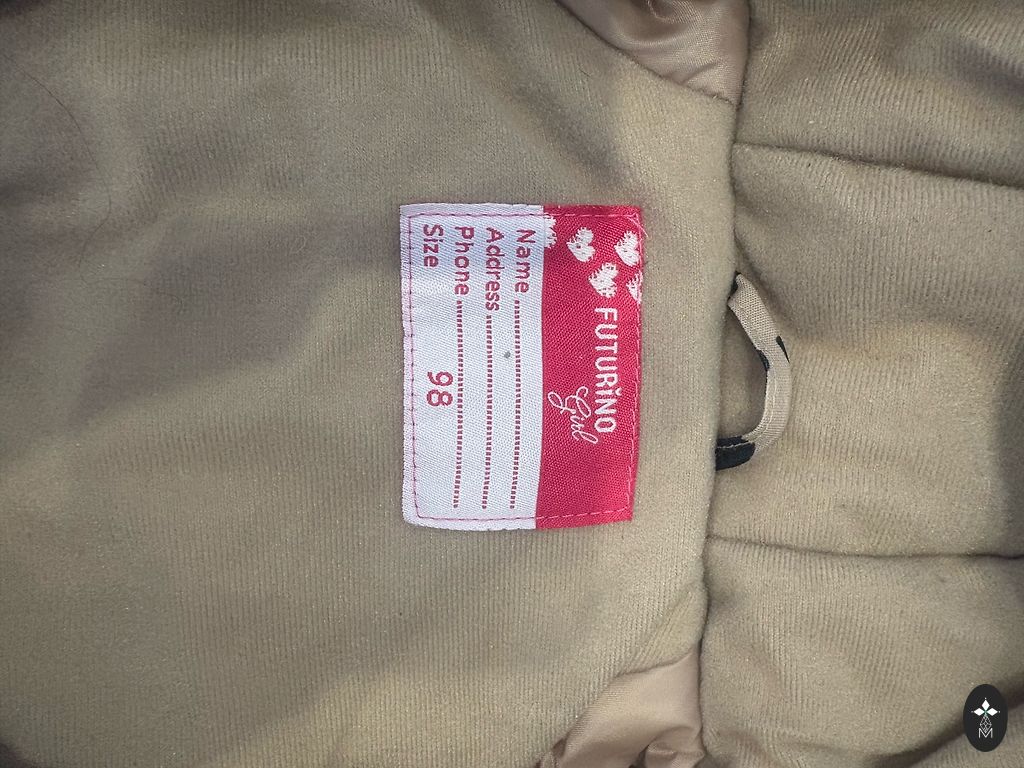 FUTURINO
Girl
Name
Address
Phone
Size 98
M